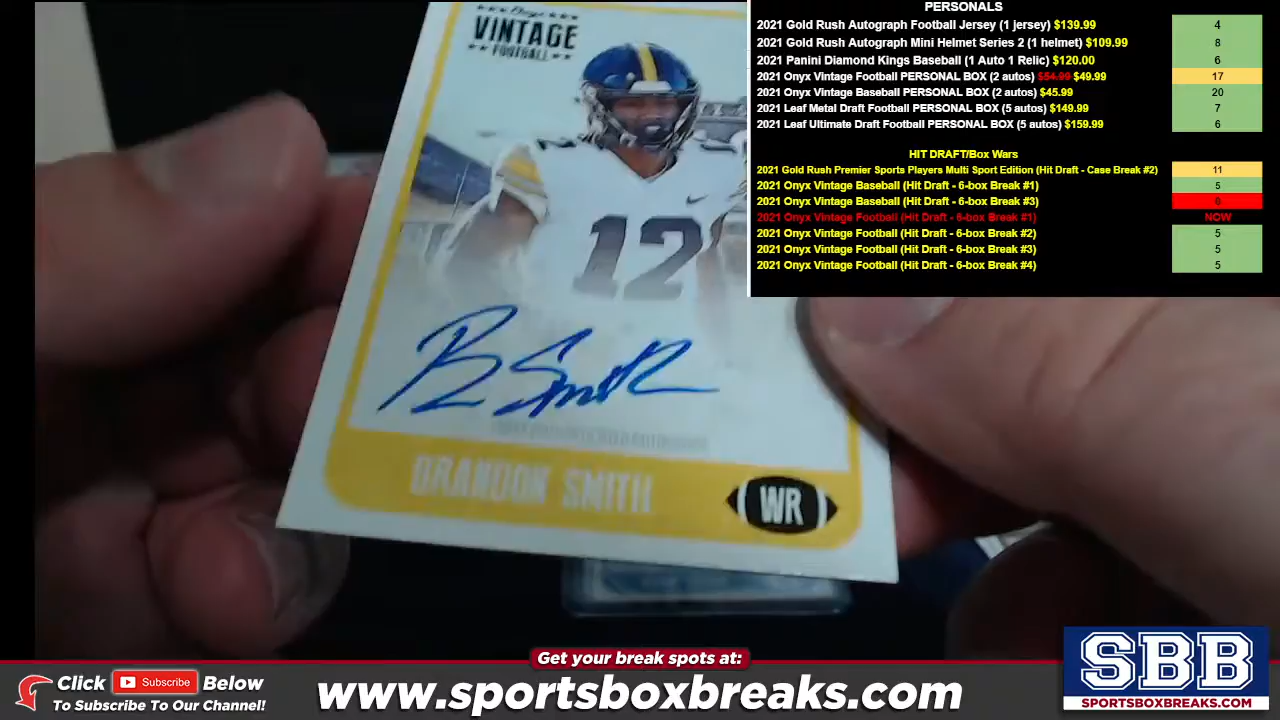 Onyx
VINTAGE
FOOTBALL
12
BRANDON SMITH
WR
PERSONALS
2021 Gold Rush Autograph Football Jersey (1 jersey) $139.99 4
2021 Gold Rush Autograph Mini Helmet Series 2 (1 helmet) $109.99 8
2021 Panini Diamond Kings Baseball (1 Auto 1 Relic) $120.00 6
2021 Onyx Vintage Football PERSONAL BOX (2 autos) $54.99 $49.99 17
2021 Onyx Vintage Baseball PERSONAL BOX (2 autos) $45.99 20
2021 Leaf Metal Draft Football PERSONAL BOX (5 autos) $149.99 7
2021 Leaf Ultimate Draft Football PERSONAL BOX (5 autos) $159.99 6
HIT DRAFT/Box Wars
2021 Gold Rush Premier Sports Players Multi Sport Edition (Hit Draft - Case Break #2) 11
2021 Onyx Vintage Baseball (Hit Draft - 6-box Break #1) 5
2021 Onyx Vintage Baseball (Hit Draft - 6-box Break #3)
2021 Onyx Vintage Football (Hit Draft - 6-box Break #1) NOW
2021 Onyx Vintage Football (Hit Draft - 6-box Break #2) 5
2021 Onyx Vintage Football (Hit Draft - 6-box Break #3) 5
2021 Onyx Vintage Football (Hit Draft - 6-box Break #4) 5
Get your break spots at:
Click Subscribe Below
To Subscribe To Our Channel!
www.sportsboxbreaks.com
SBB
SPORTSBOXBREAKS.COM